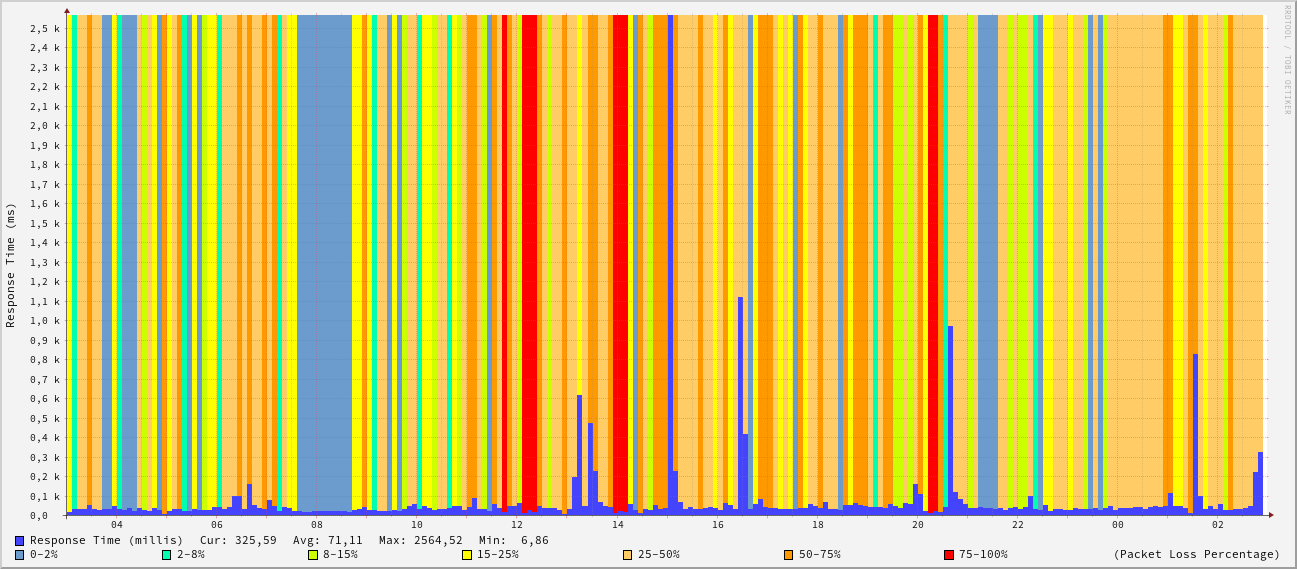 RRDTOOL / TOBI OETIKER
Response Time (ms)
2,5 k
2,4 k
2,3 k
2,2 k
2,1 k
2,0 k
1,9 k
1,8 k
1,7 k
1,6 k
1,5 k
1,4 k
1,3 k
1,2 k
1,1 k
1,0 k
0,9 k
0,8 k
0,7 k
0,6 k
0,5 k
0,4 k
0,3 k
0,2 k
0,1 k
0,0
04 06 08 10 12 14 16 18 20 22 00 02
Response Time (millis) Cur: 325,59 Avg: 71,11 Max: 2564,52 Min: 6,86
0-2% 2-8% 8-15% 15-25% 25-50% 50-75% 75-100% (Packet Loss Percentage)